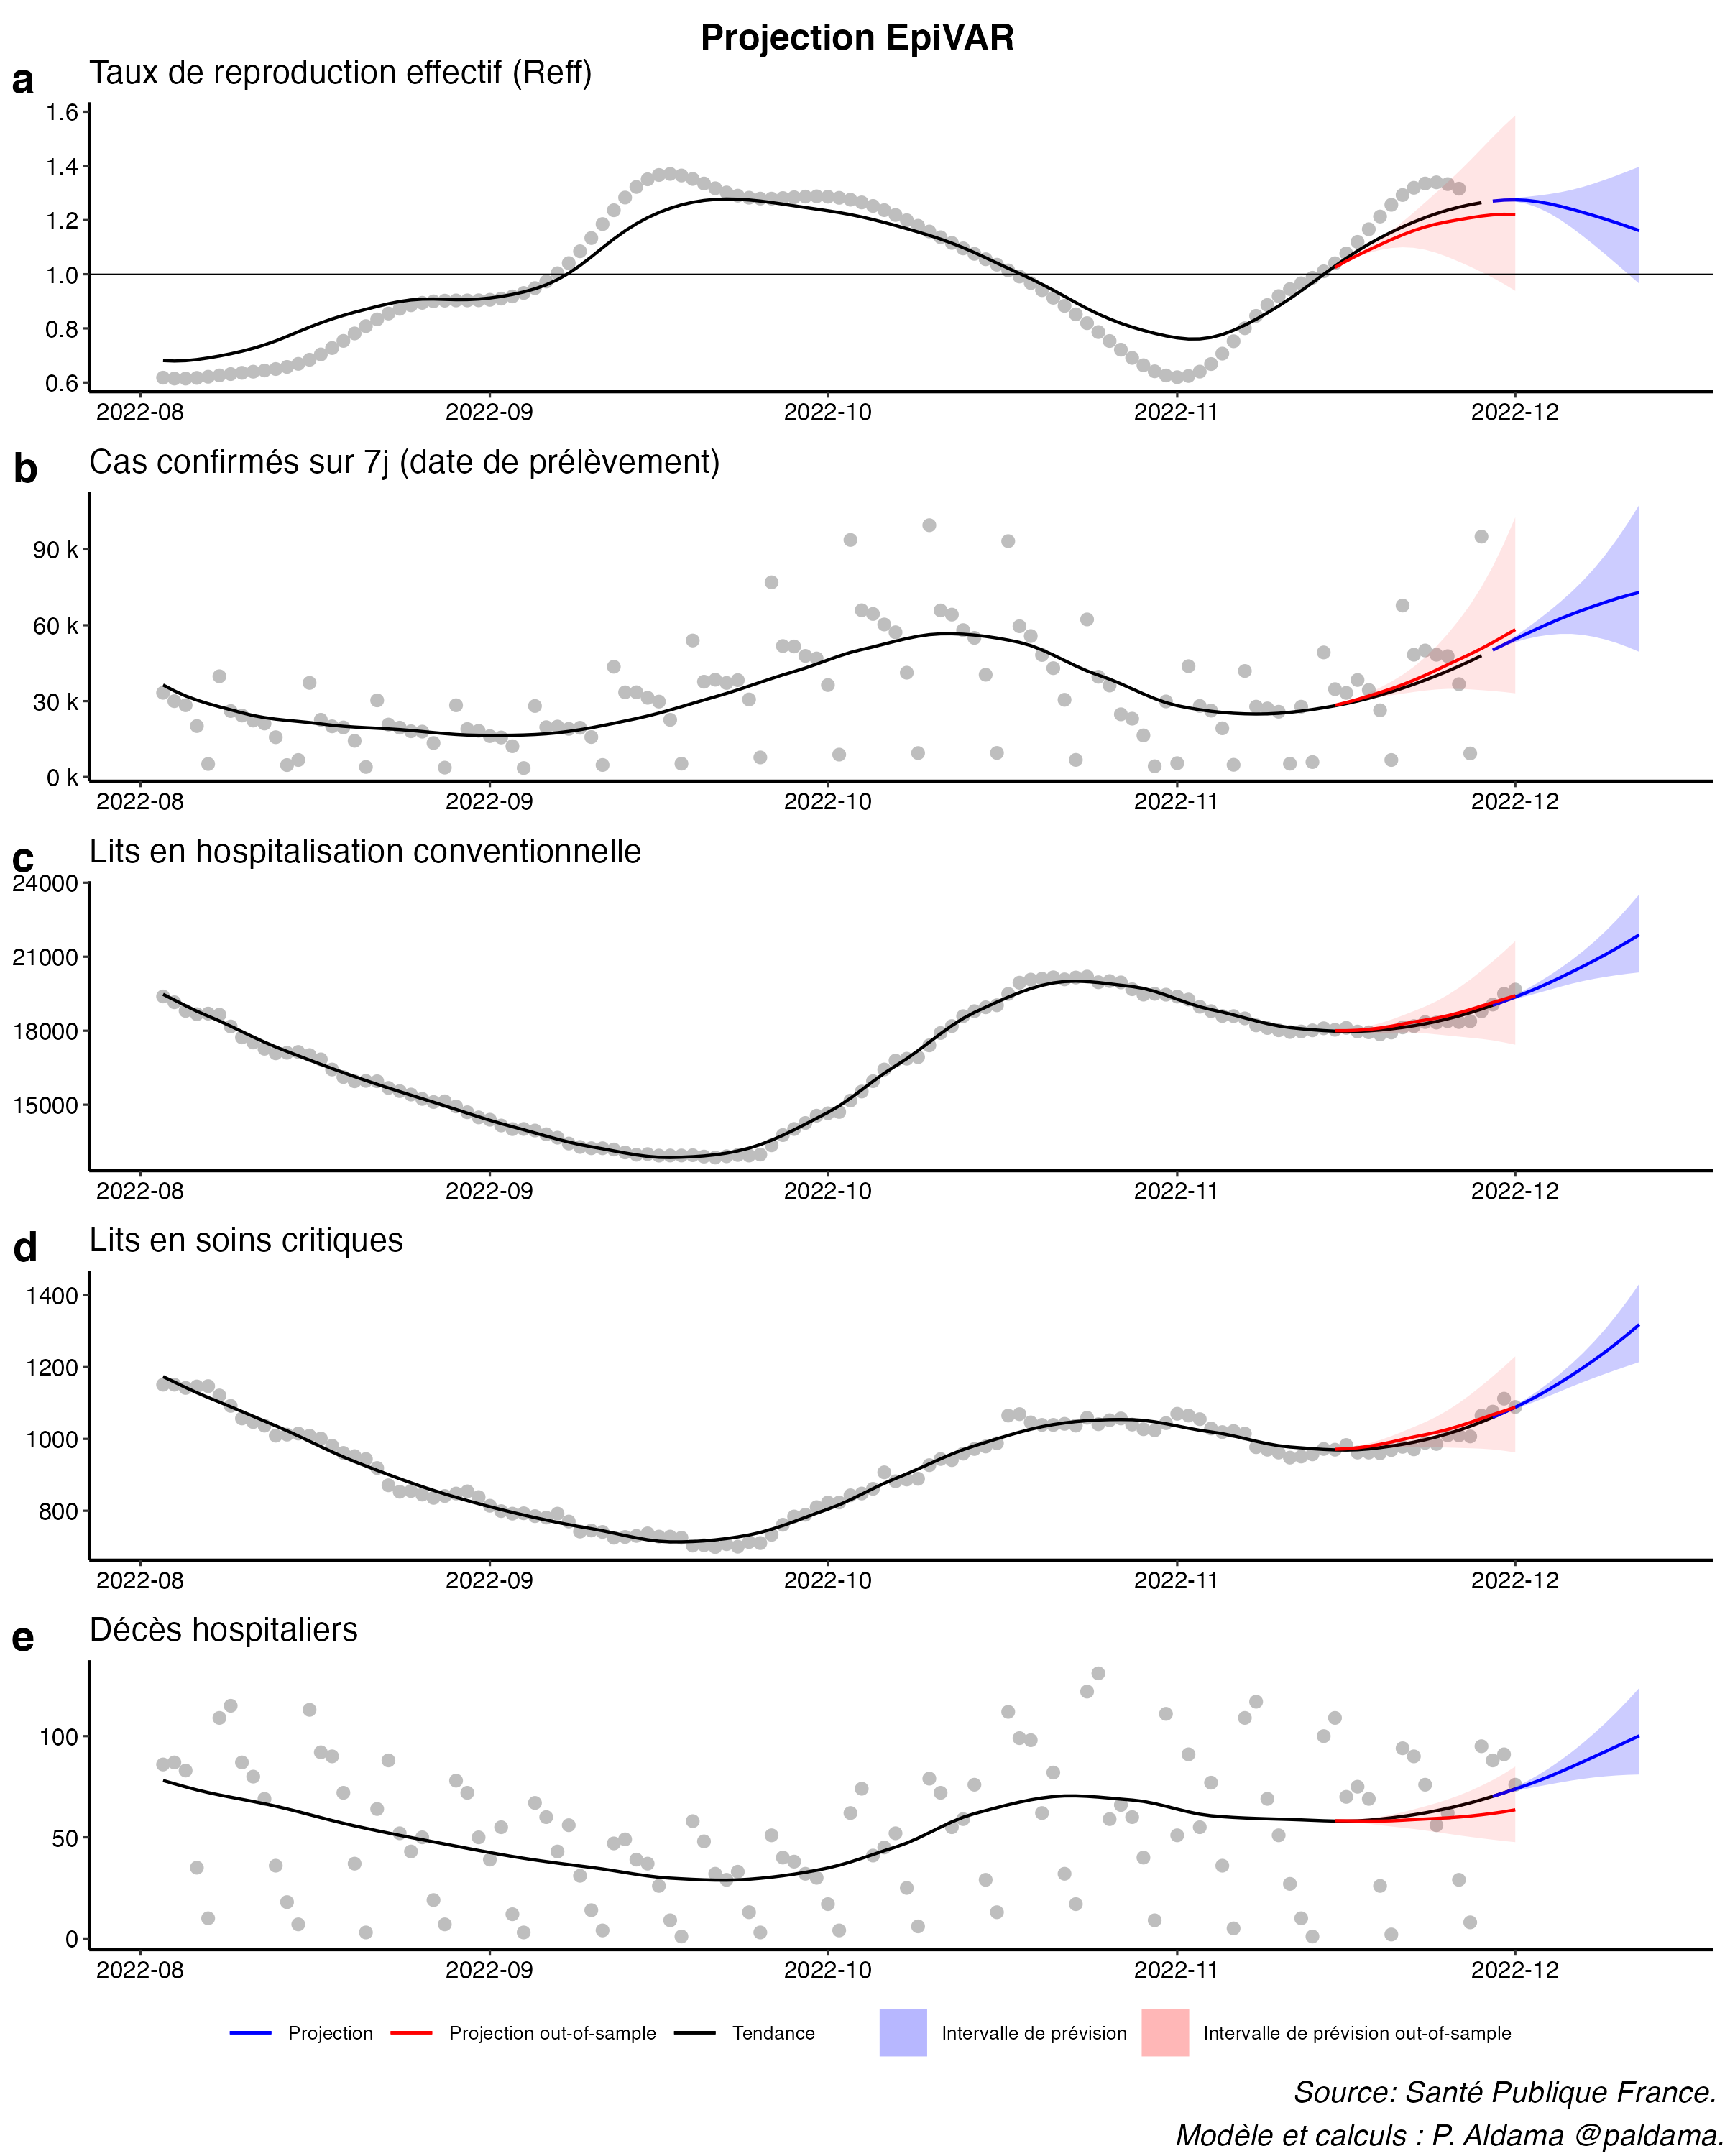 Projection EpiVAR
a
Taux de reproduction effectif (Reff)
1.6
1.4
1.2
1.0
0.8
0.6
2022-08 2022-09 2022-10 2022-11 2022-12
b
Cas confirmés sur 7j (date de prélèvement)
90 k
60 k
30 k
0 k
2022-08 2022-09 2022-10 2022-11 2022-12
c
Lits en hospitalisation conventionnelle
24000
21000
18000
15000
2022-08 2022-09 2022-10 2022-11 2022-12
d
Lits en soins critiques
1400
1200
1000
800
2022-08 2022-09 2022-10 2022-11 2022-12
e
Décès hospitaliers
100
50
0
2022-08 2022-09 2022-10 2022-11 2022-12
Projection Projection out-of-sample Tendance Intervalle de prévision Intervalle de prévision out-of-sample
Source: Santé Publique France.
Modèle et calculs : P. Aldama @paldama.